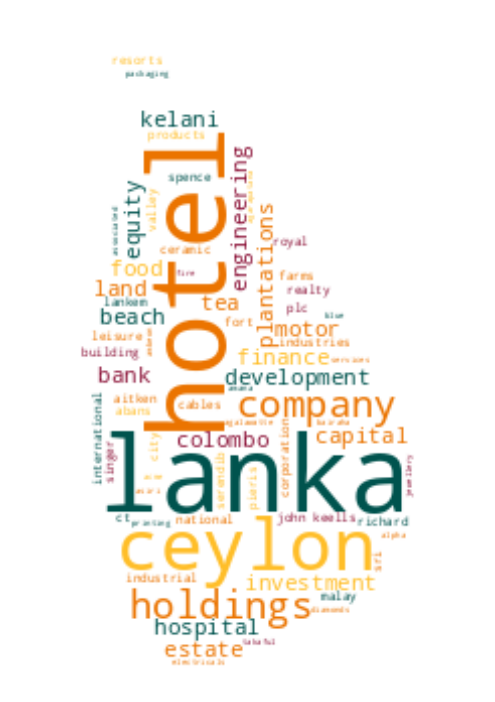 resorts
packaging
kelani
products
hotel
spence
engineering
equity
valley
associated
plantations
ceramic
royal
food
fire
land
farms
realty
lankem
tea
plc
beach
fort
blue
motor
leisure
industries
building
finance
services
bank
development
aitken
cables
company
abans
colombo
capital
city
international
singer
corporation
serendib
pieris
jewellery
lanka
ct
printing
national
john keells
richard
ceylon
alpha
sri
industrial
investment
malay
holdings
diamonds
hospital
takaful
estate
electricals